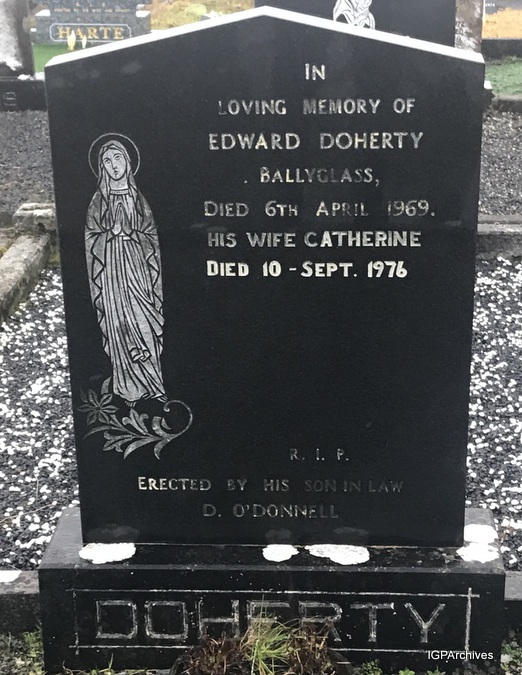 HARTE
IN
LOVING MEMORY OF
EDWARD DOHERTY
. BALLYGLASS,
DIED 6TH APRIL 1969.
HIS WIFE CATHERINE
DIED 10 - SEPT. 1976
R. I. P.
ERECTED BY HIS SON IN LAW
D. O'DONNELL
DOHERTY
IGPArchives